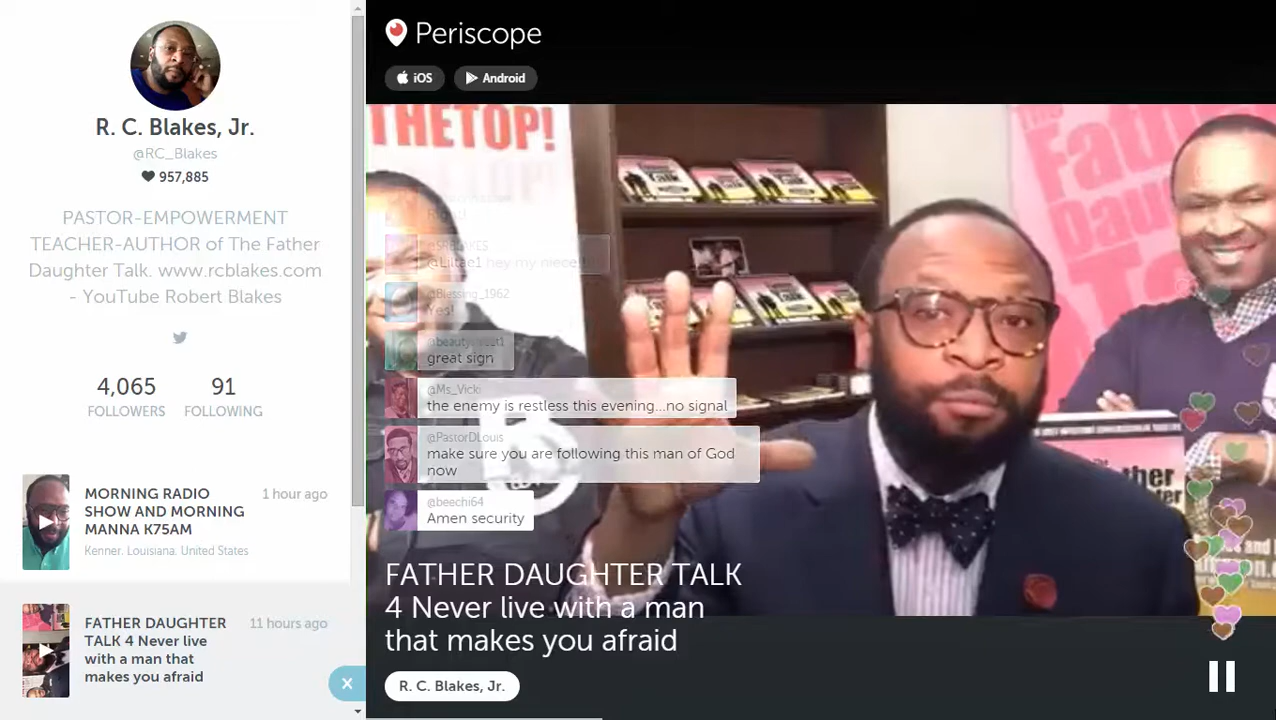 R. C. Blakes, Jr.
@RC_Blakes
957,885
PASTOR-EMPOWERMENT
TEACHER-AUTHOR of The Father
Daughter Talk. www.rcblakes.com
- YouTube Robert Blakes
4,065
91
FOLLOWERS
FOLLOWING
MORNING RADIO
SHOW AND MORNING
MANNA K75AM
1 hour ago
Kenner, Louisiana, United States
FATHER DAUGHTER
TALK 4 Never live
with a man that
makes you afraid
11 hours ago
Periscope
iOS
Android
THETOP!
The
Father
@Blessing_1962
Yes!
great sign
@Ms_Vicki
the enemy is restless this evening...no signal
@PastorDLouis
make sure you are following this man of God
now
@beechi64
Amen security
FATHER DAUGHTER TALK
4 Never live with a man
that makes you afraid
R. C. Blakes, Jr.